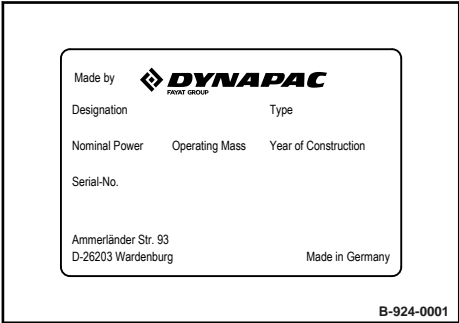 Made by DYNAPAC
FAYAT GROUP
Designation Type
Nominal Power Operating Mass Year of Construction
Serial-No.
Ammerländer Str. 93
D-26203 Wardenburg Made in Germany
B-924-0001